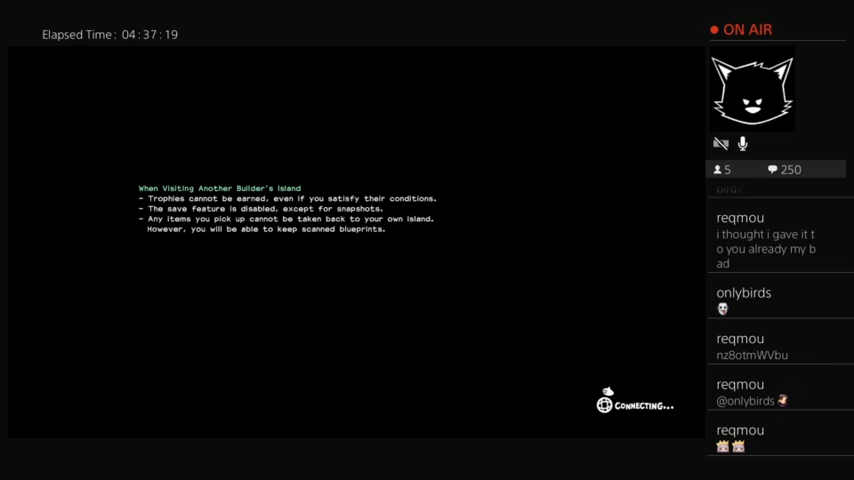 Elapsed Time: 04:37:19
ON AIR
When Visiting Another Builder's Island
- Trophies cannot be earned, even if you satisfy their conditions.
- The save feature is disabled, except for snapshots.
- Any items you pick up cannot be taken back to your own island.
However, you will be able to keep scanned blueprints.
CONNECTING...
5
250
bird?
reqmou
i thought i gave it t
o you already my b
ad
onlybirds
reqmou
nz8otmWVbu
reqmou
@onlybirds
reqmou